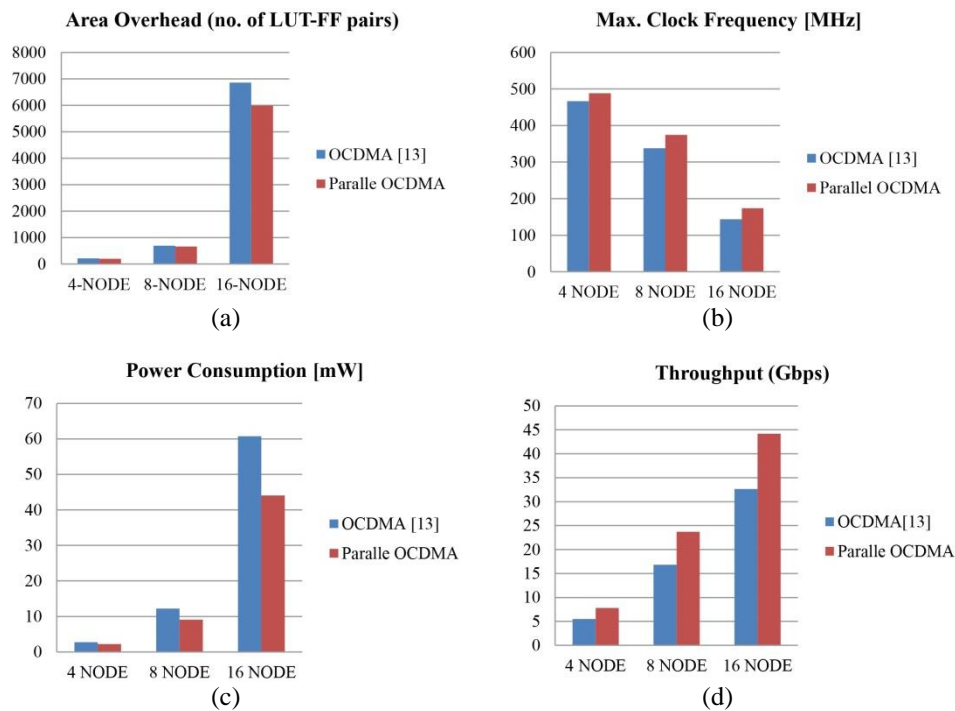 Area Overhead (no. of LUT-FF pairs)
8000
7000
6000
5000
4000
3000
2000
1000
0
4-NODE 8-NODE 16-NODE
OCDMA [13]
Paralle OCDMA
(a)
Max. Clock Frequency [MHz]
600
500
400
300
200
100
0
4 NODE 8 NODE 16 NODE
OCDMA [13]
Parallel OCDMA
(b)
Power Consumption [mW]
70
60
50
40
30
20
10
0
4 NODE 8 NODE 16 NODE
OCDMA [13]
Paralle OCDMA
(c)
Throughput (Gbps)
50
45
40
35
30
25
20
15
10
5
0
4 NODE 8 NODE 16 NODE
OCDMA[13]
Paralle OCDMA
(d)